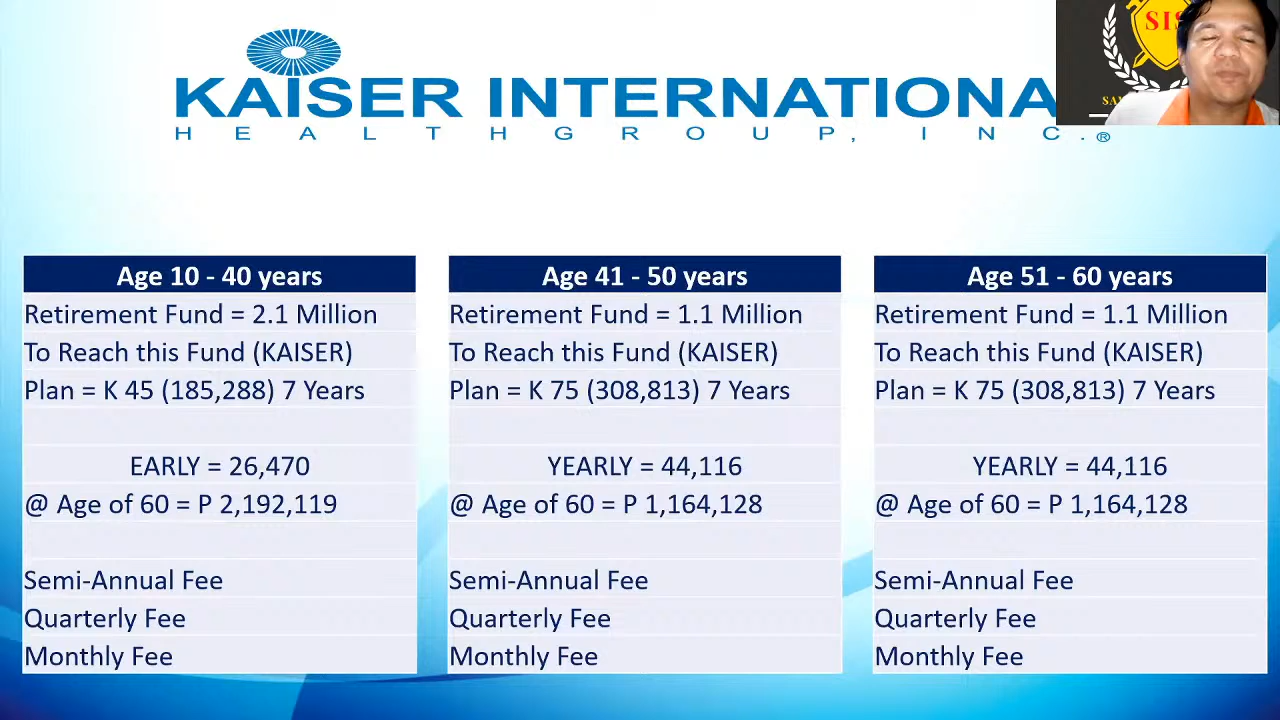 KAISER INTERNATIONA
HEALTHGROUP, INC.®
SIS
Age 10 - 40 years
Retirement Fund = 2.1 Million
To Reach this Fund (KAISER)
Plan = K 45 (185,288) 7 Years
EARLY = 26,470
@ Age of 60 = P 2,192,119
Semi-Annual Fee
Quarterly Fee
Monthly Fee
Age 41 - 50 years
Retirement Fund = 1.1 Million
To Reach this Fund (KAISER)
Plan = K 75 (308,813) 7 Years
YEARLY = 44,116
@ Age of 60 = P 1,164,128
Semi-Annual Fee
Quarterly Fee
Monthly Fee
Age 51 - 60 years
Retirement Fund = 1.1 Million
To Reach this Fund (KAISER)
Plan = K 75 (308,813) 7 Years
YEARLY = 44,116
@ Age of 60 = P 1,164,128
Semi-Annual Fee
Quarterly Fee
Monthly Fee